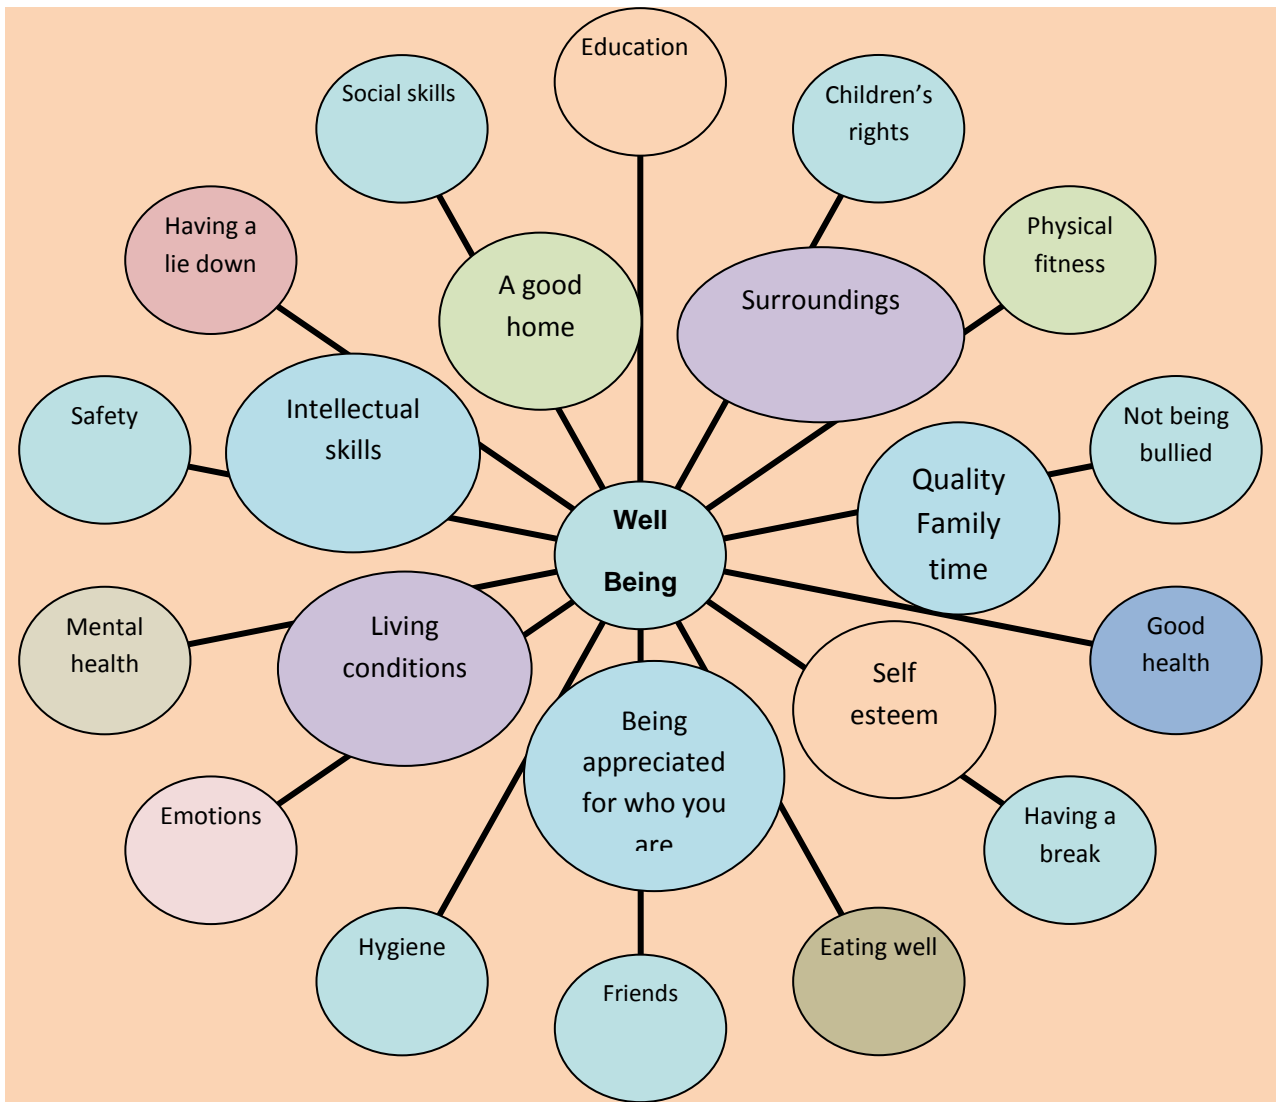 Education
Social skills
Children's
rights
Having a
lie down
Physical
fitness
A good
home
Surroundings
Intellectual
skills
Safety
Not being
bullied
Quality
Family
time
Well
Being
Mental
health
Living
conditions
Good
health
Self
esteem
Being
appreciated
for who you
are
Emotions
Having a
break
Hygiene
Eating well
Friends